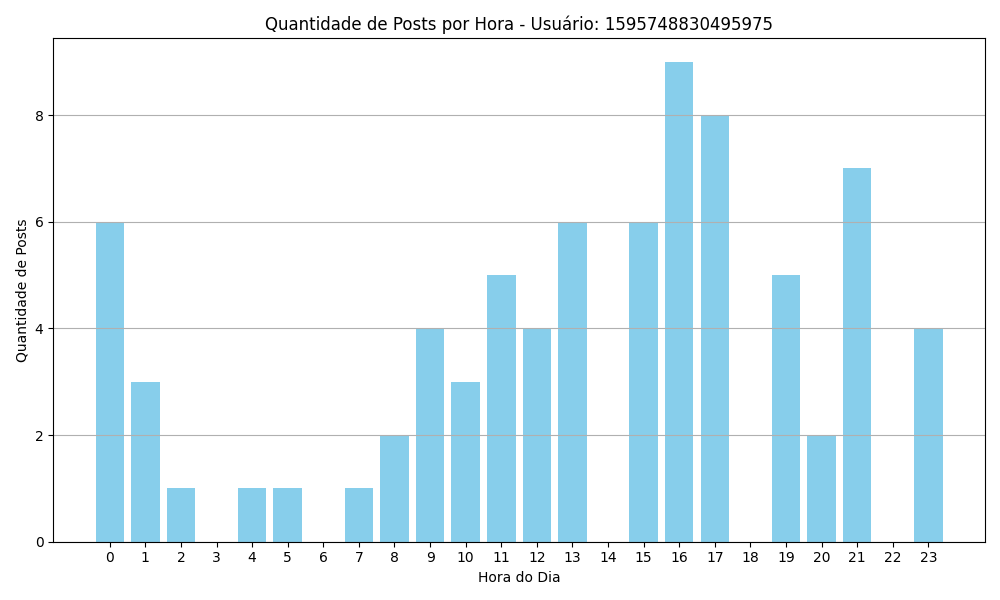 Quantidade de Posts por Hora - Usuário: 1595748830495975
Quantidade de Posts
8
6
4
2
0
0 1 2 3 4 5 6 7 8 9 10 11 12 13 14 15 16 17 18 19 20 21 22 23
Hora do Dia